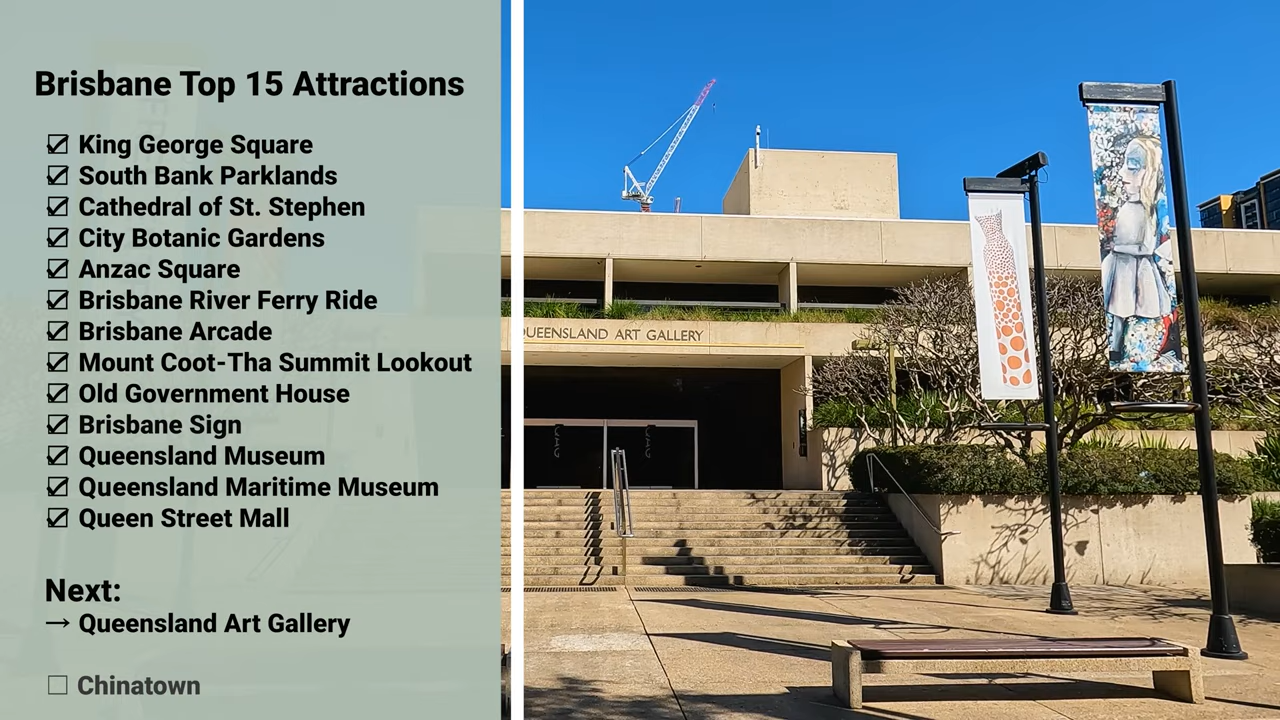 Brisbane Top 15 Attractions
☑ King George Square
☑ South Bank Parklands
☑ Cathedral of St. Stephen
☑ City Botanic Gardens
☑ Anzac Square
☑ Brisbane River Ferry Ride
☑ Brisbane Arcade
☑ Mount Coot-Tha Summit Lookout
☑ Old Government House
☑ Brisbane Sign
☑ Queensland Museum
☑ Queensland Maritime Museum
☑ Queen Street Mall
Next:
→ Queensland Art Gallery
☐ Chinatown
QUEENSLAND ART GALLERY